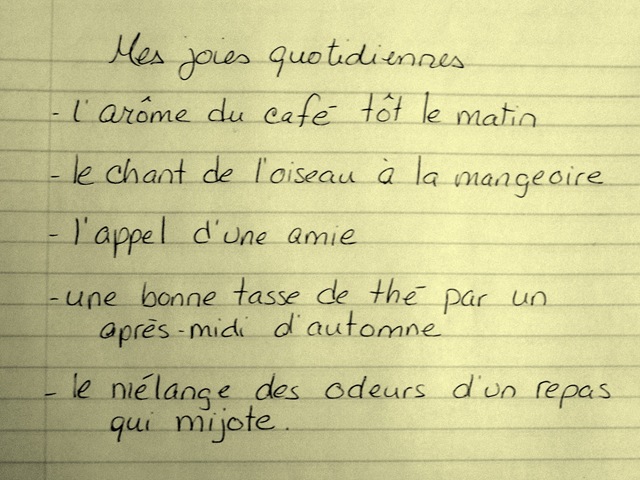 Mes joies quotidiennes
- l'arôme du café tôt le matin
- le chant de l'oiseau à la mangeoire
- l'appel d'une amie
- une bonne tasse de thé par un
après-midi d'automne
- le mélange des odeurs d'un repas
qui mijote.